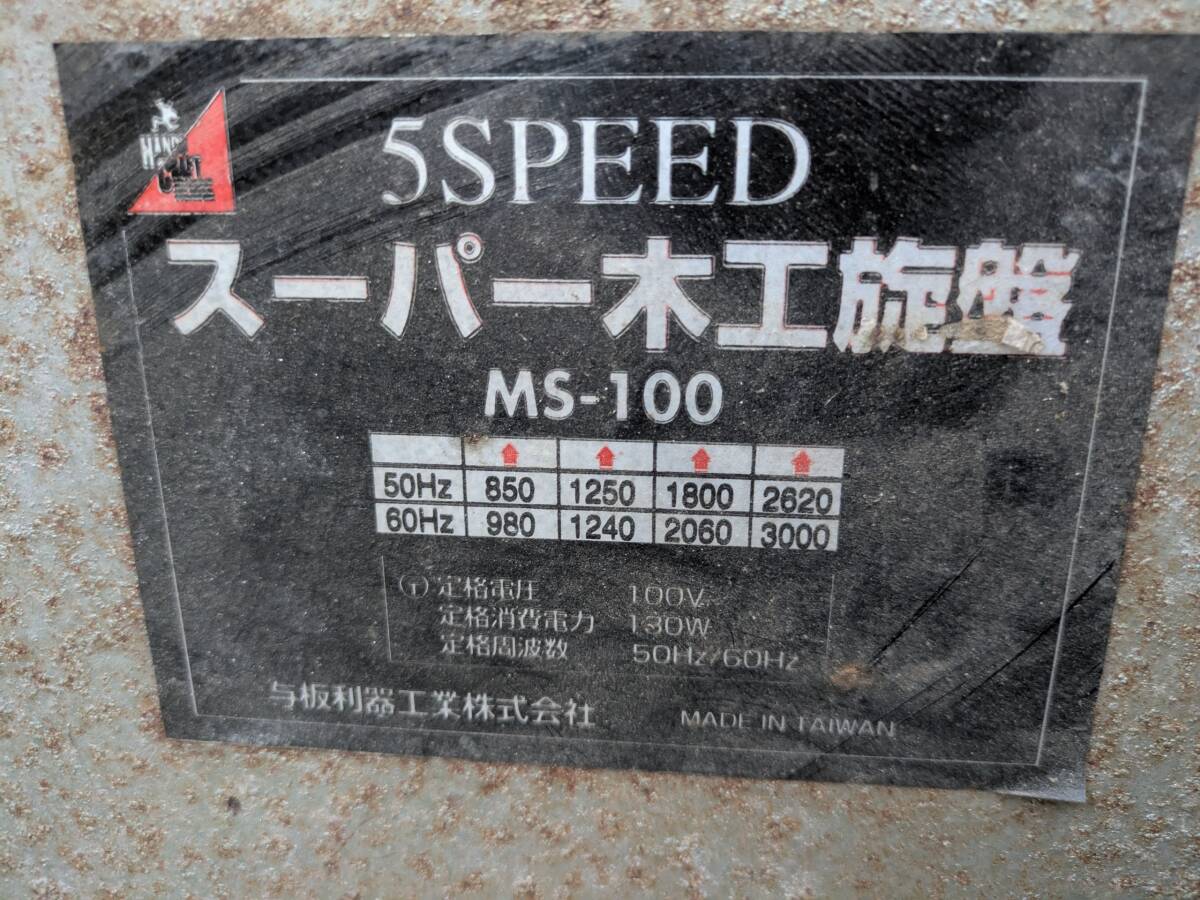 HAND
5SPEED
スーパー木工旋盤
MS-100
50Hz 850 1250 1800 2620
60Hz 980 1240 2060 3000
定格電圧 100V
定格消費電力 130W
定格周波数 50Hz/60Hz
与板利器工業株式会社 MADE IN TAIWAN